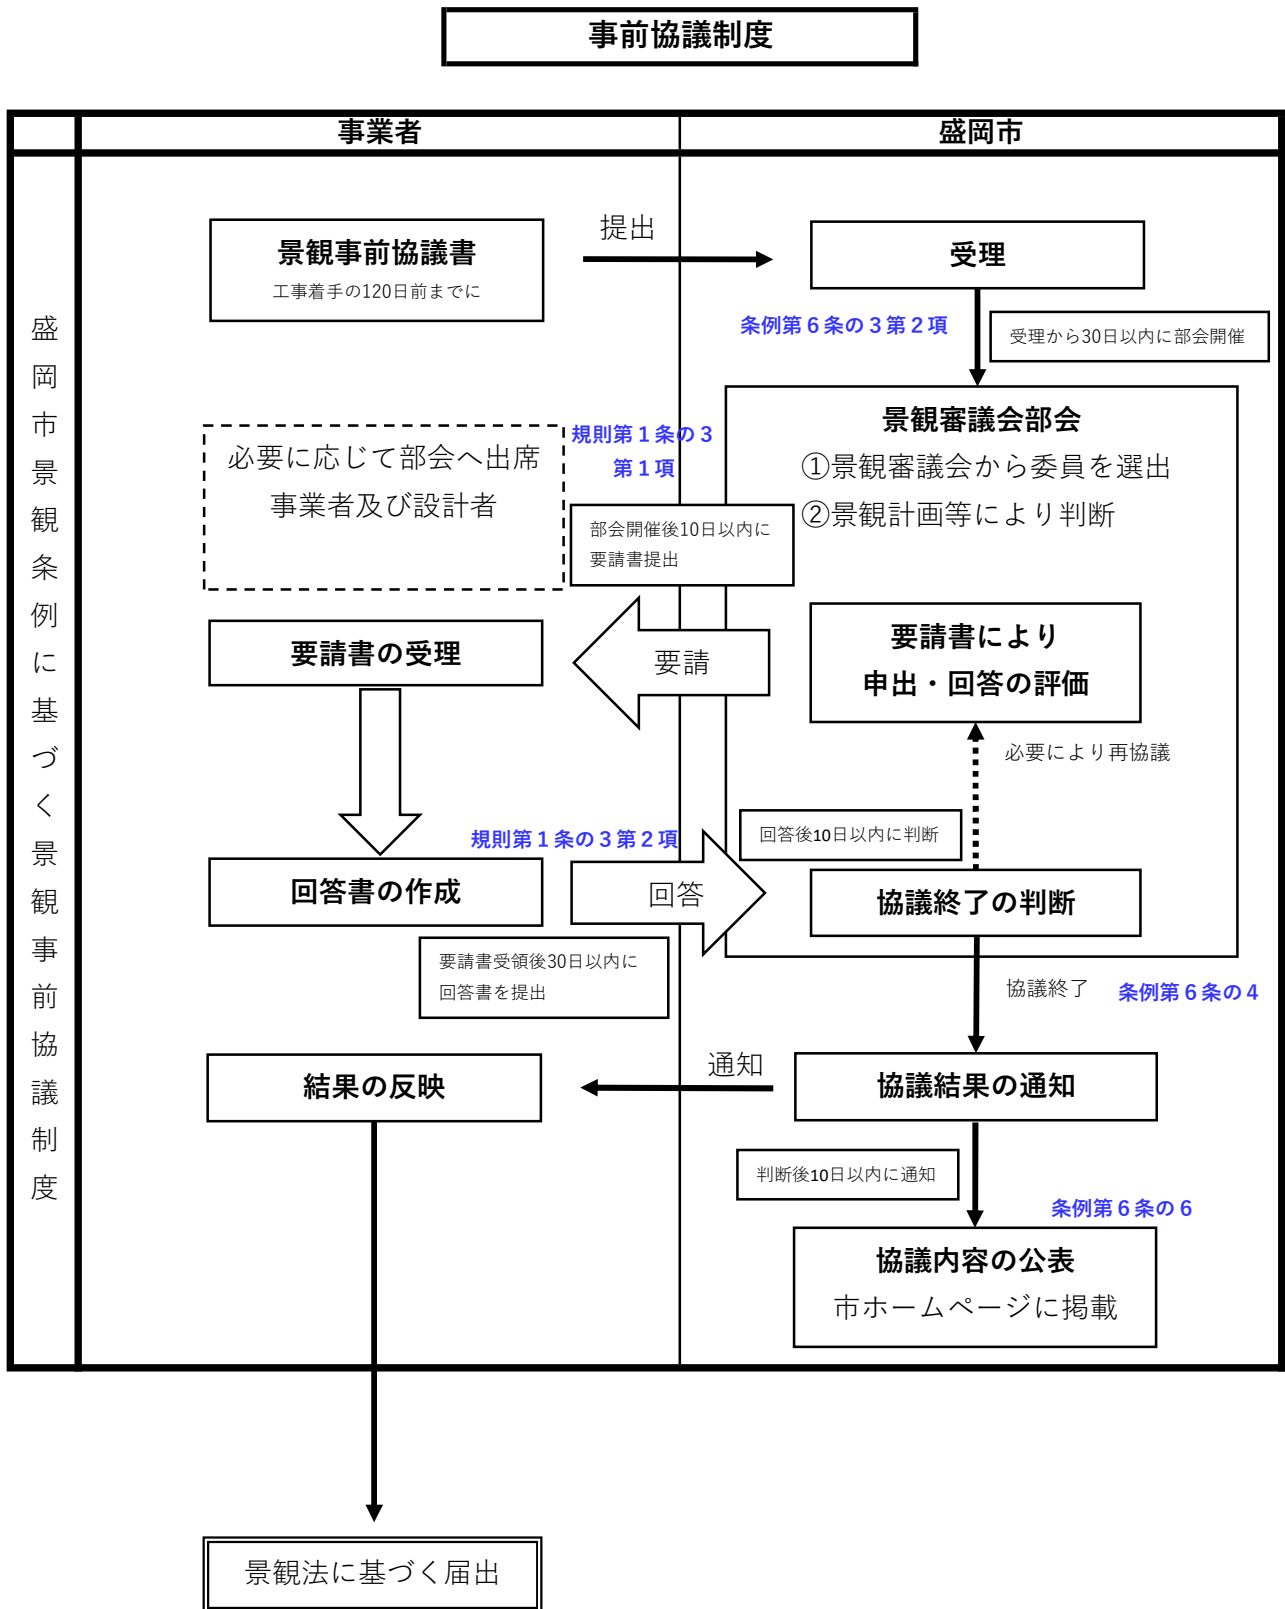 事前協議制度
事業者
盛岡市
盛岡市景観条例に基づく景観事前協議制度
景観事前協議書
工事着手の120日前までに
提出
受理
条例第６条の３第２項
受理から30日以内に部会開催
景観審議会部会
①景観審議会から委員を選出
②景観計画等により判断
規則第１条の３
第１項
必要に応じて部会へ出席
事業者及び設計者
部会開催後10日以内に
要請書提出
要請書の受理
要請
要請書により
申出・回答の評価
必要により再協議
回答後10日以内に判断
規則第１条の３第２項
回答書の作成
回答
協議終了の判断
要請書受領後30日以内に
回答書を提出
協議終了
条例第６条の４
結果の反映
通知
協議結果の通知
判断後10日以内に通知
条例第６条の６
協議内容の公表
市ホームページに掲載
景観法に基づく届出